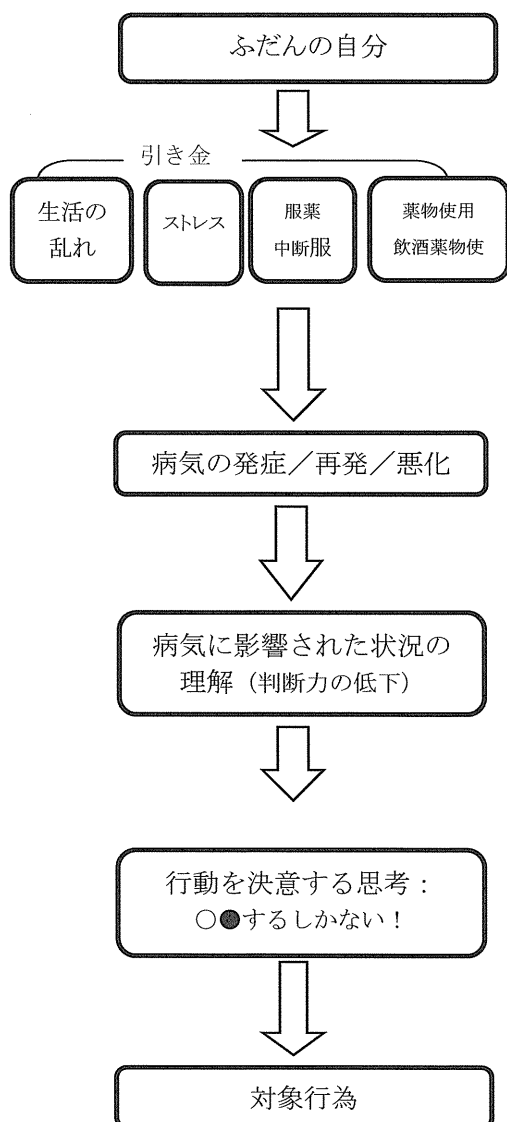 ふだんの自分
引き金
生活の
乱れ
ストレス
服薬
中断服
薬物使用
飲酒薬物使
病気の発症／再発／悪化
病気に影響された状況の
理解（判断力の低下）
行動を決意する思考：
○●するしかない！
対象行為